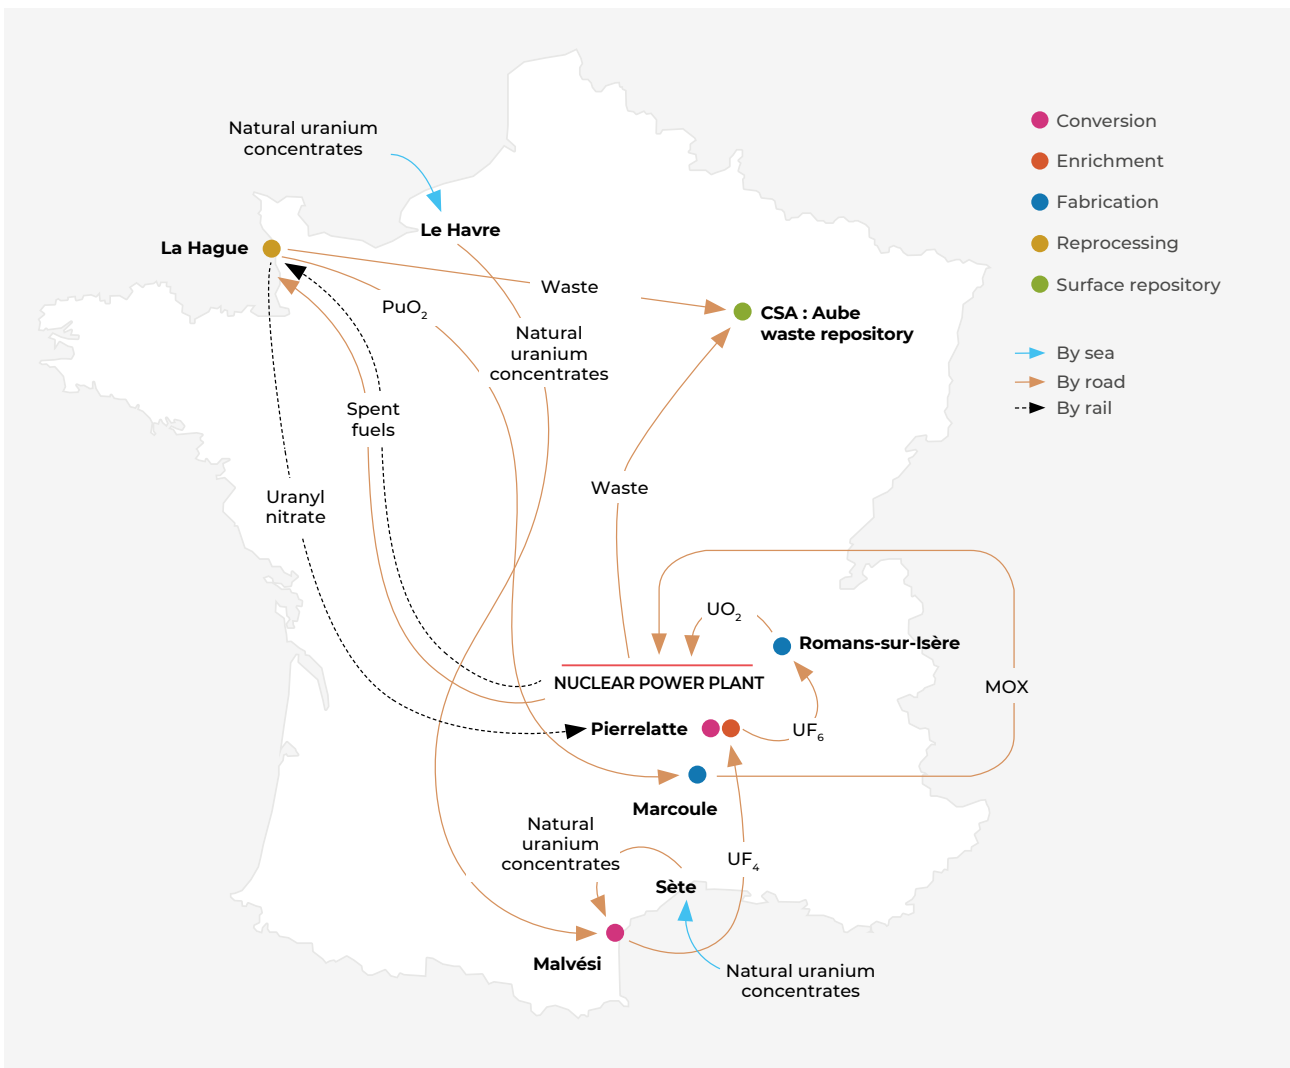 Natural uranium
concentrates
Le Havre
La Hague
Waste
PuO₂
Natural
uranium
concentrates
CSA : Aube
waste repository
Spent
fuels
Waste
Uranyl
nitrate
UO₂
Romans-sur-Isère
NUCLEAR POWER PLANT
MOX
Pierrelatte
UF₆
Marcoule
Natural
uranium
concentrates
UF₄
Sète
Malvési
Natural uranium
concentrates
Conversion
Enrichment
Fabrication
Reprocessing
Surface repository
By sea
By road
By rail